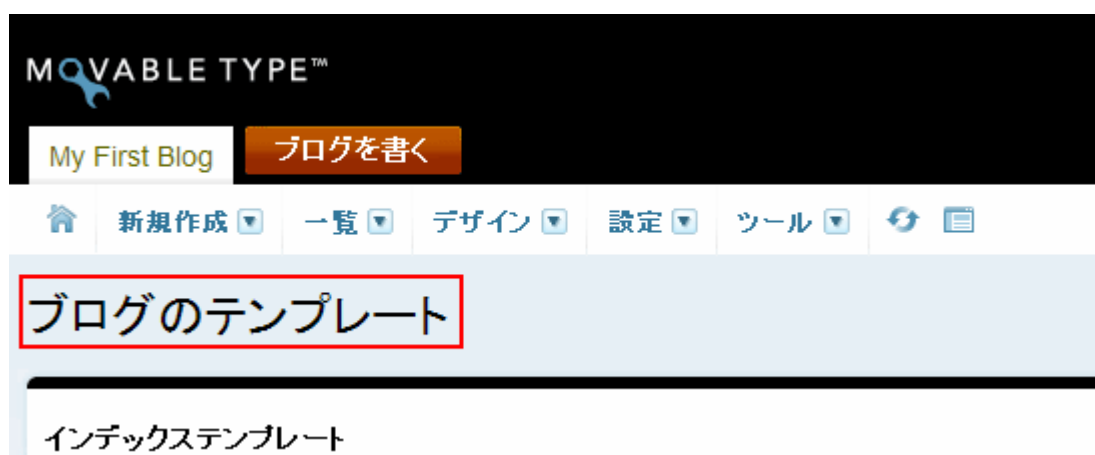 MOVABLE TYPE™
My First Blog ブログを書く
新規作成 一覧 デザイン 設定 ツール
ブログのテンプレート
インデックステンプレート